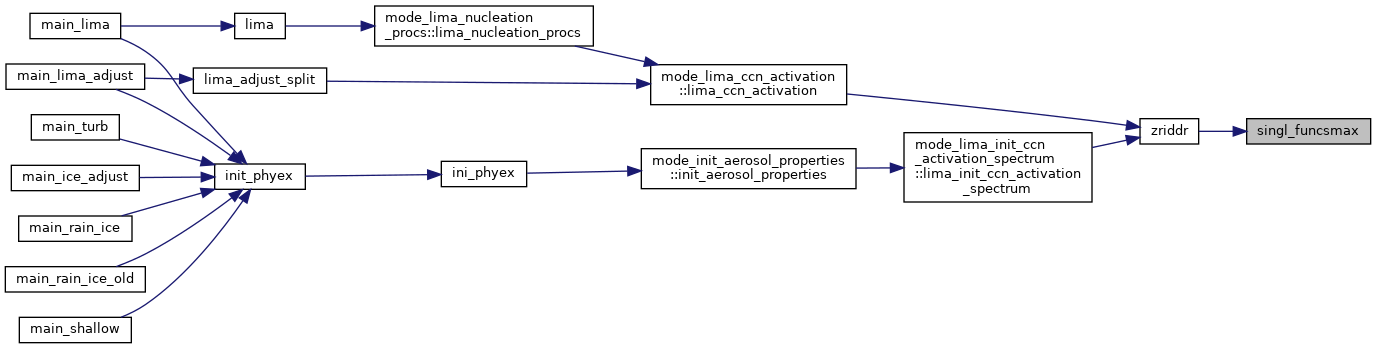 main_lima
lima
mode_lima_nucleation
_procs::lima_nucleation_procs
main_lima_adjust
lima_adjust_split
mode_lima_ccn_activation
::lima_ccn_activation
main_turb
zriddr
singl_funcsmax
main_ice_adjust
init_phyex
ini_phyex
mode_init_aerosol_properties
::init_aerosol_properties
mode_lima_init_ccn
_activation_spectrum
::lima_init_ccn_activation
_spectrum
main_rain_ice
main_rain_ice_old
main_shallow